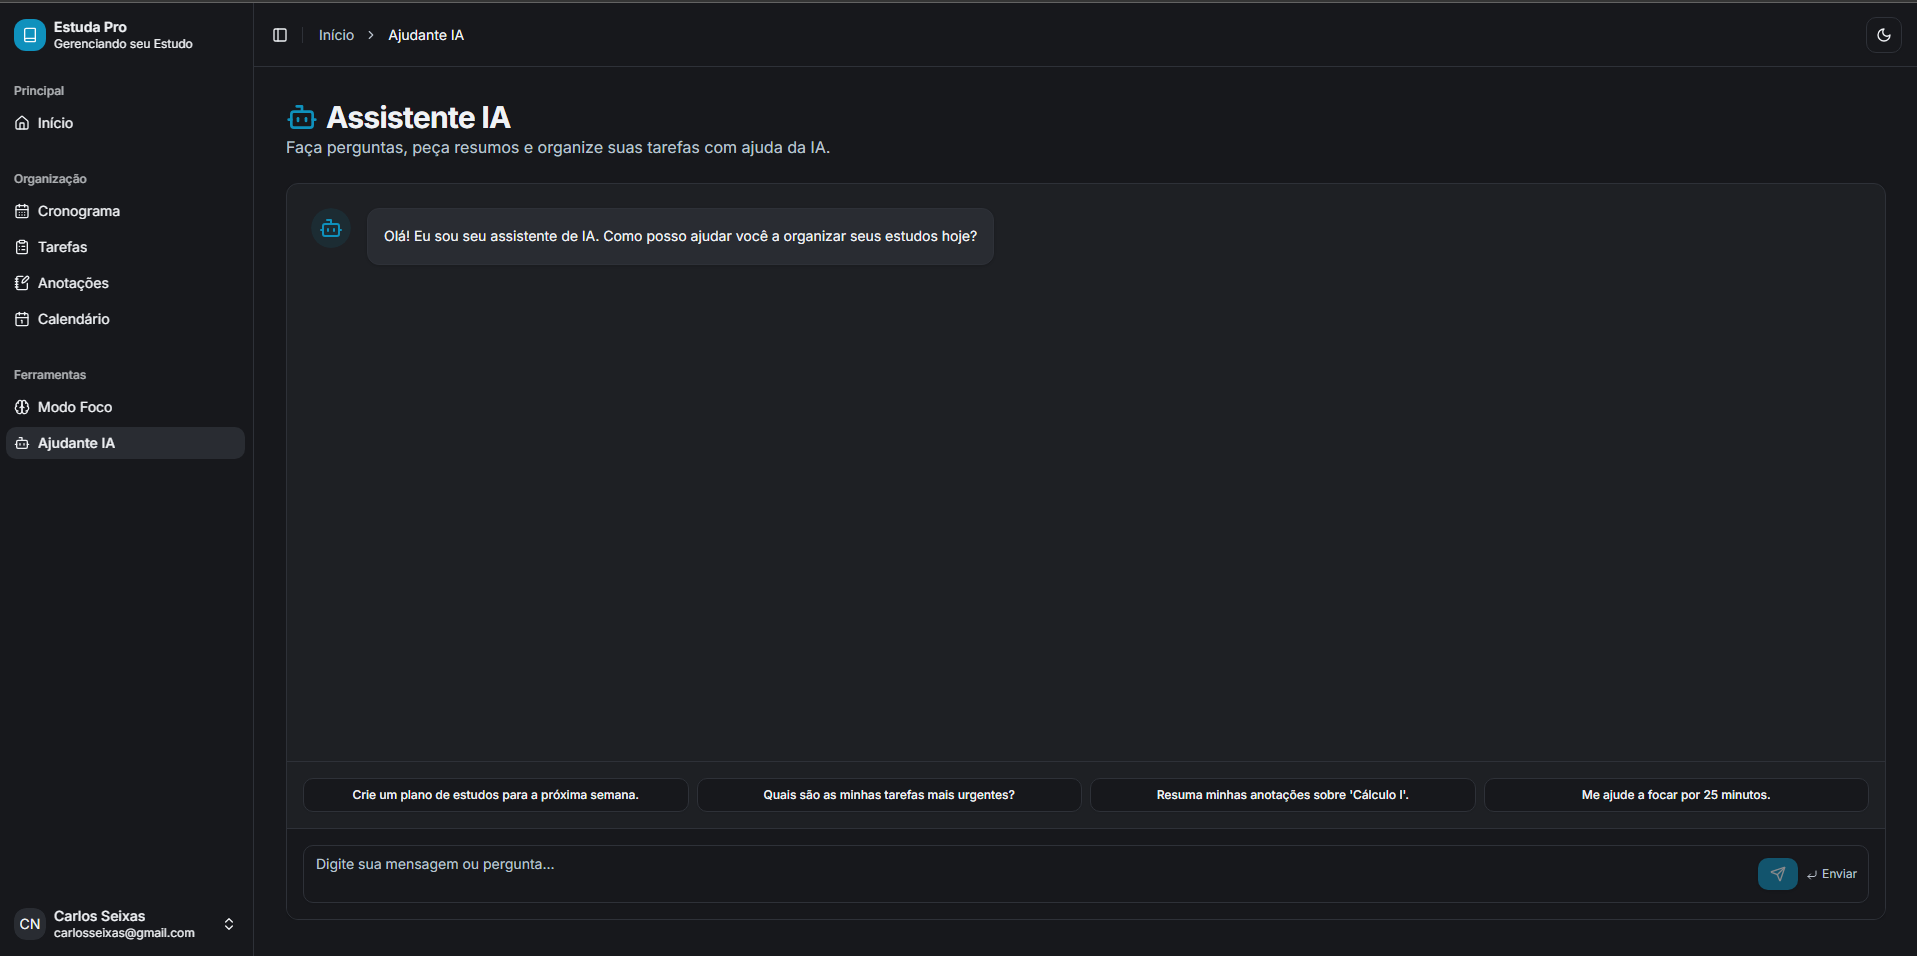 Estuda Pro
Gerenciando seu Estudo
Principal
Início
Organização
Cronograma
Tarefas
Anotações
Calendário
Ferramentas
Modo Foco
Ajudante IA
CN
Carlos Seixas
carlosseixas@gmail.com
Início > Ajudante IA
Assistente IA
Faça perguntas, peça resumos e organize suas tarefas com ajuda da IA.
Olá! Eu sou seu assistente de IA. Como posso ajudar você a organizar seus estudos hoje?
Crie um plano de estudos para a próxima semana.
Quais são as minhas tarefas mais urgentes?
Resuma minhas anotações sobre 'Cálculo I'.
Me ajude a focar por 25 minutos.
Digite sua mensagem ou pergunta...
Enviar